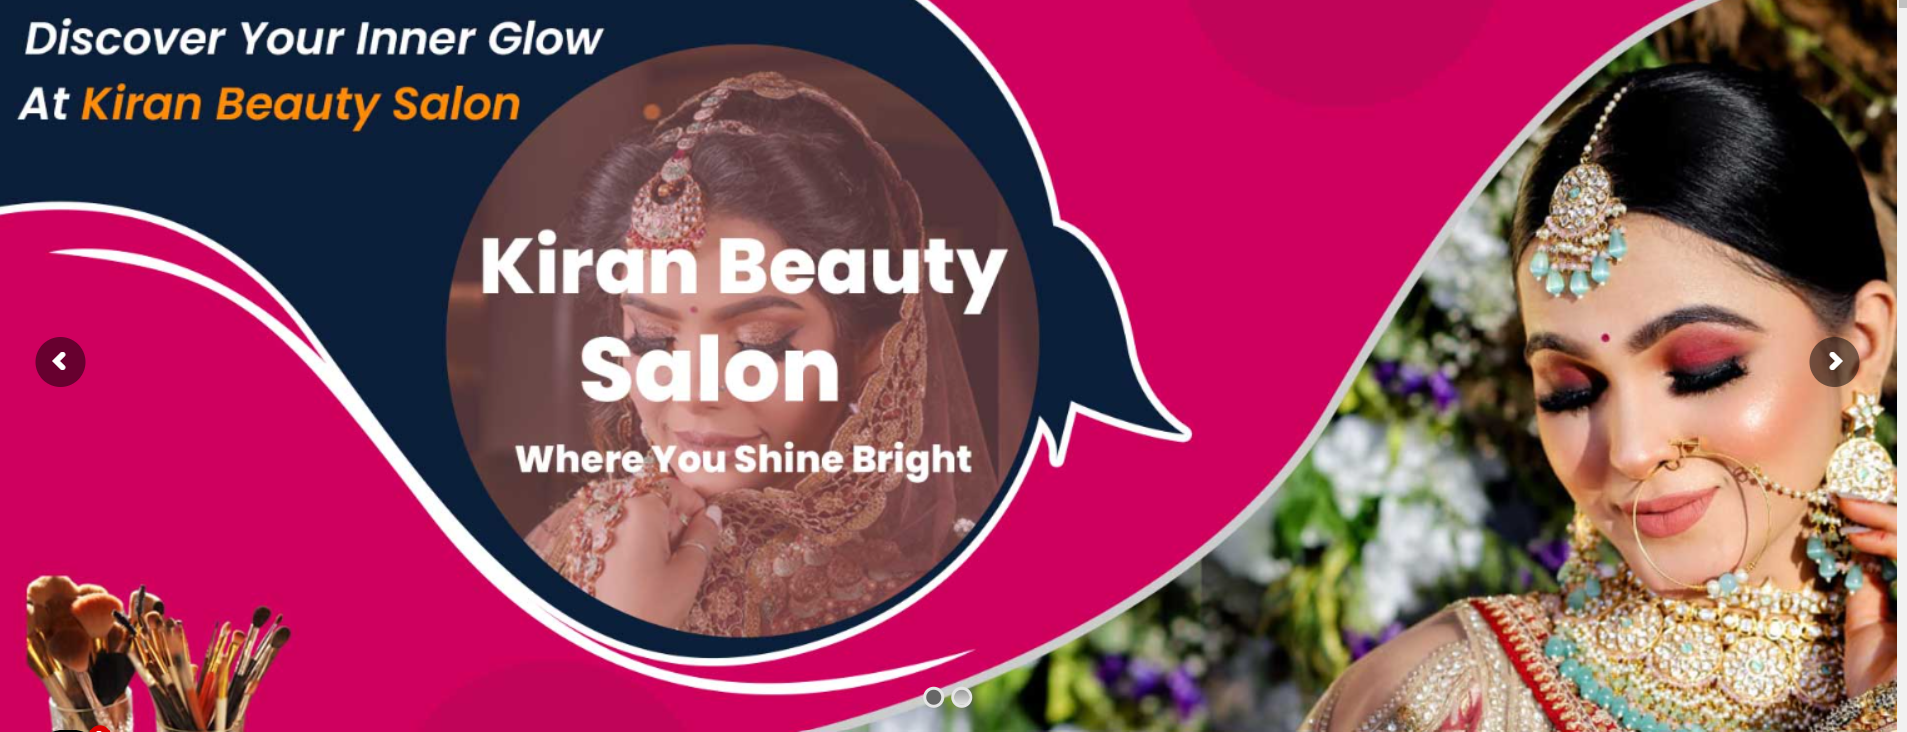 Discover Your Inner Glow
At Kiran Beauty Salon
Kiran Beauty
Salon
Where You Shine Bright